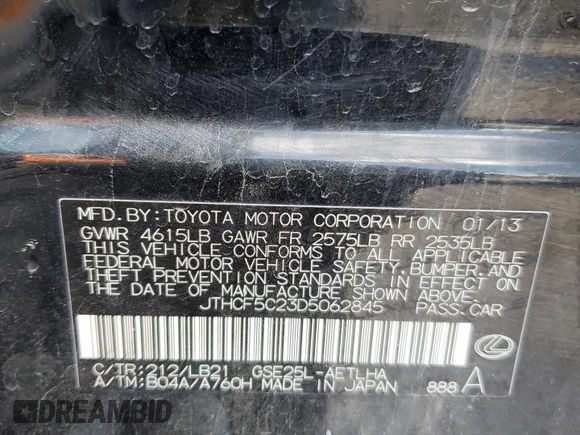 MFD.BY:TOYOTA MOTOR CORPORATION 01/13
GVWR 4615LB GAWR FR 2575LB RR 2535LB
THIS VEHICLE CONFORMS TO ALL APPLICABLE
FEDERAL MOTOR VEHICLE SAFETY, BUMPER, AND
THEFT PREVENTION STANDARDS IN EFFECT ON
THE DATE OF MANUFACTURE SHOWN ABOVE.
JTHCF5C23D5062845 PASS.CAR
C/TR:212/LB21 GSE25L-AETLHA
A/TM:B04A/A760H MADE IN JAPAN 888 A
DREAMBID